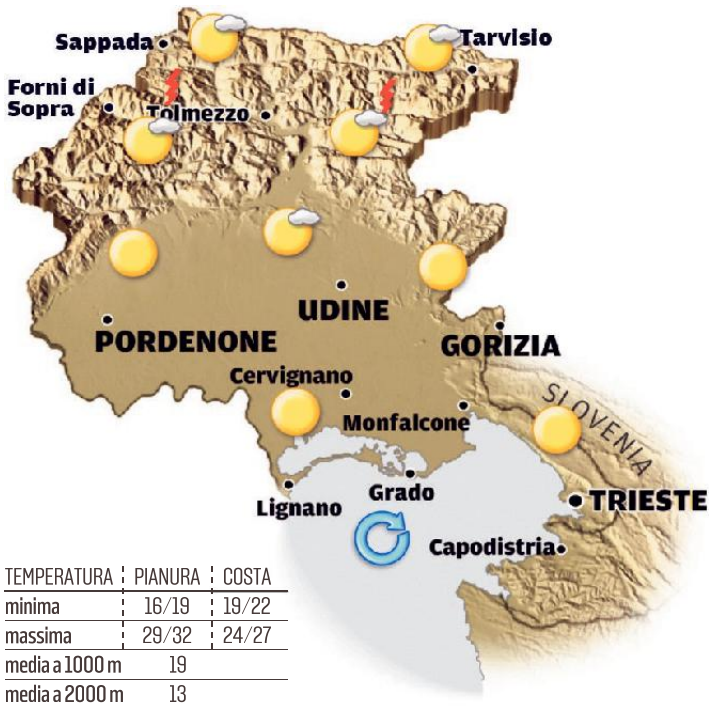 Sappada
Tarvisio
Forni di
Sopra
Tolmezzo
UDINE
PORDENONE
GORIZIA
Cervignano
SLOVENIA
Monfalcone
Grado
Lignano
TRIESTE
Capodistria
TEMPERATURA PIANURA COSTA
minima 16/19 19/22
massima 29/32 24/27
media a 1000 m 19
media a 2000 m 13